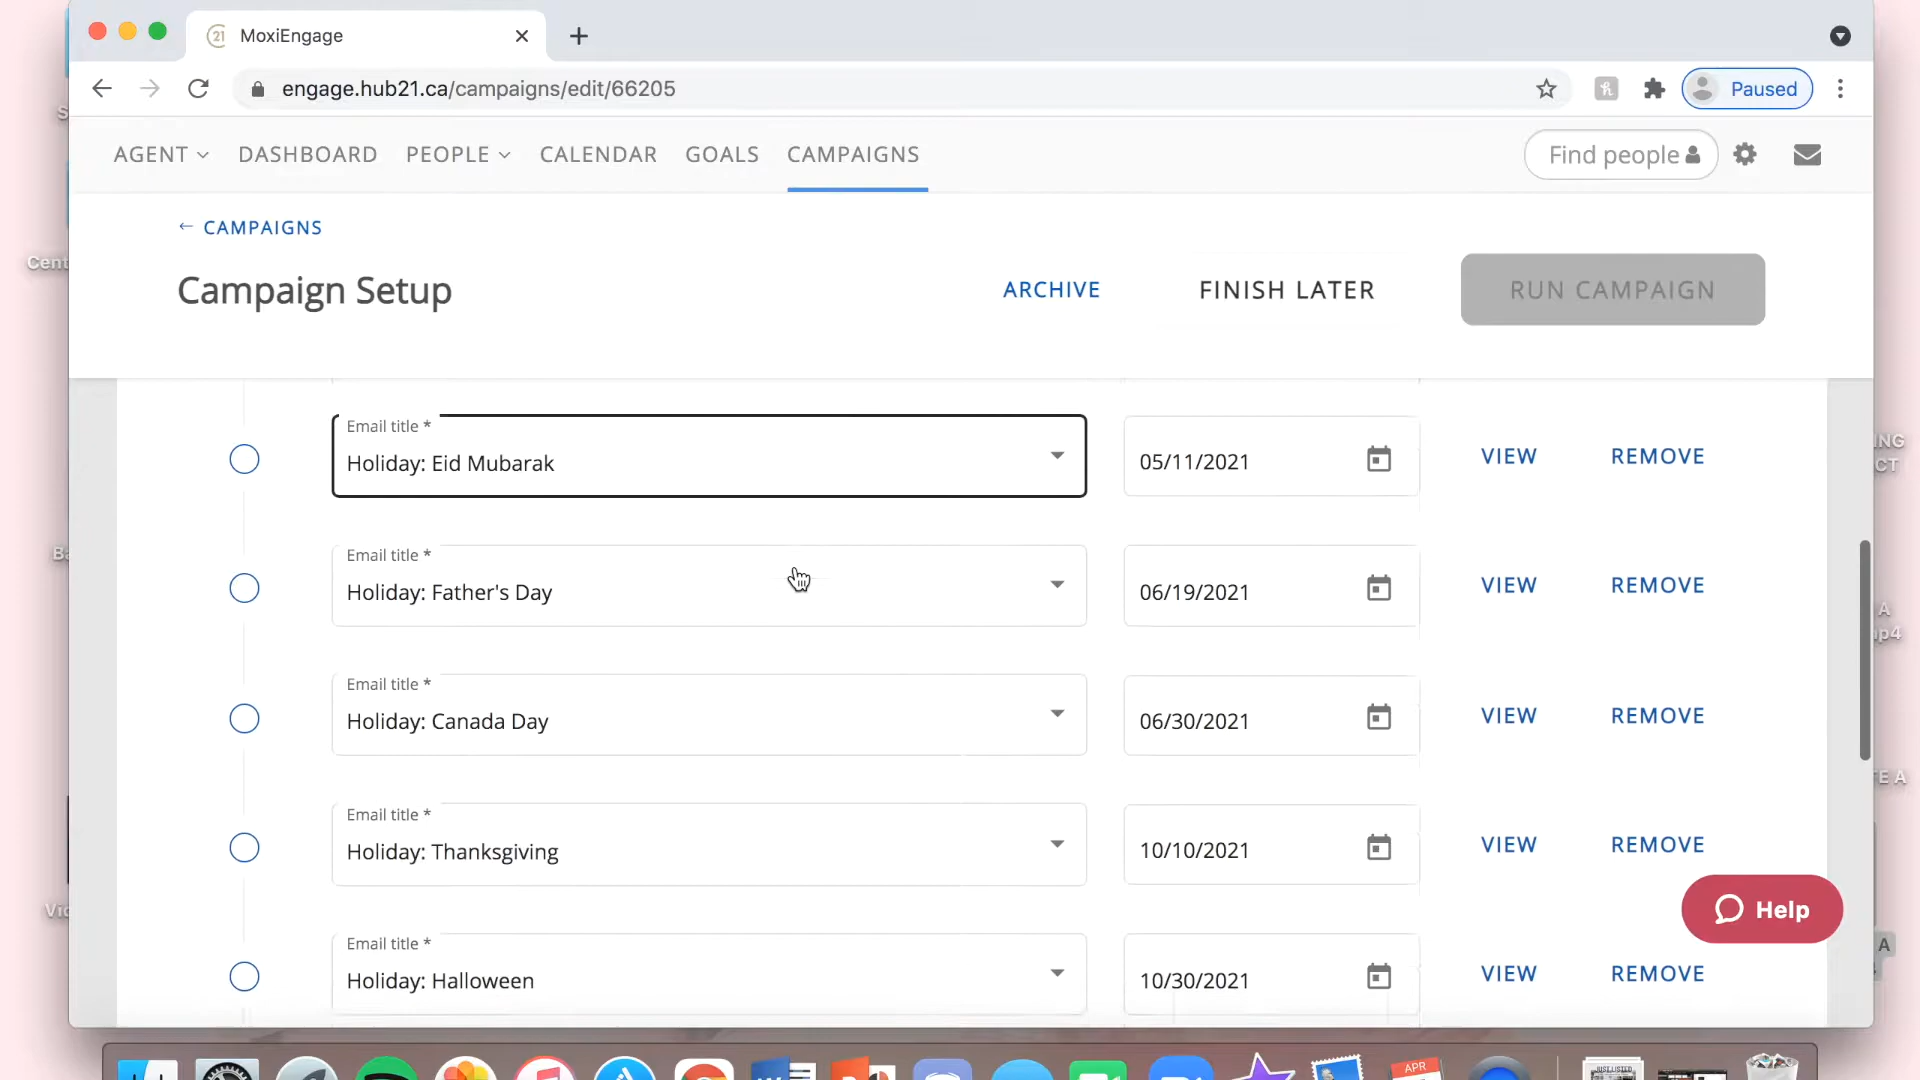 MoxiEngage
engage.hub21.ca/campaigns/edit/66205
Paused
AGENT DASHBOARD PEOPLE CALENDAR GOALS CAMPAIGNS
Find people
← CAMPAIGNS
Campaign Setup
ARCHIVE FINISH LATER RUN CAMPAIGN
Email title *
Holiday: Eid Mubarak 05/11/2021 VIEW REMOVE
Email title *
Holiday: Father's Day 06/19/2021 VIEW REMOVE
Email title *
Holiday: Canada Day 06/30/2021 VIEW REMOVE
Email title *
Holiday: Thanksgiving 10/10/2021 VIEW REMOVE
Help
Email title *
Holiday: Halloween 10/30/2021 VIEW REMOVE
APR